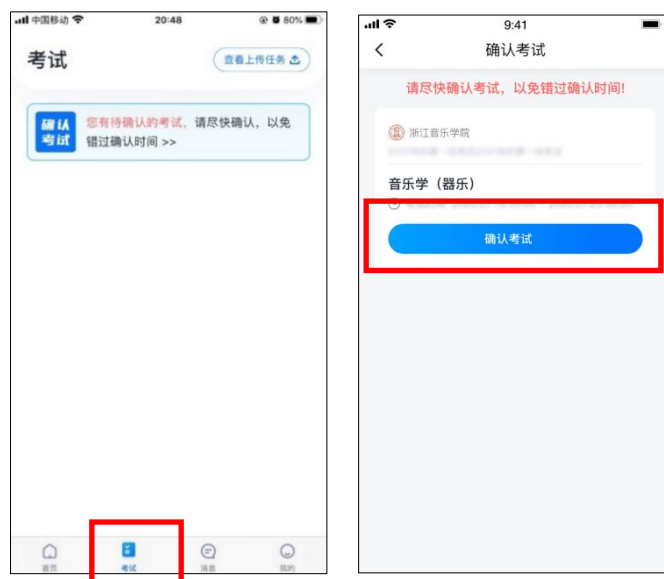 中国移动
20:48
80%
考试
查看上传任务
确认
考试
您有待确认的考试，请尽快确认，以免
错过确认时间 >>
首页
考试
消息
我的
9:41
确认考试
请尽快确认考试，以免错过确认时间!
浙江音乐学院
音乐学（器乐）
确认考试